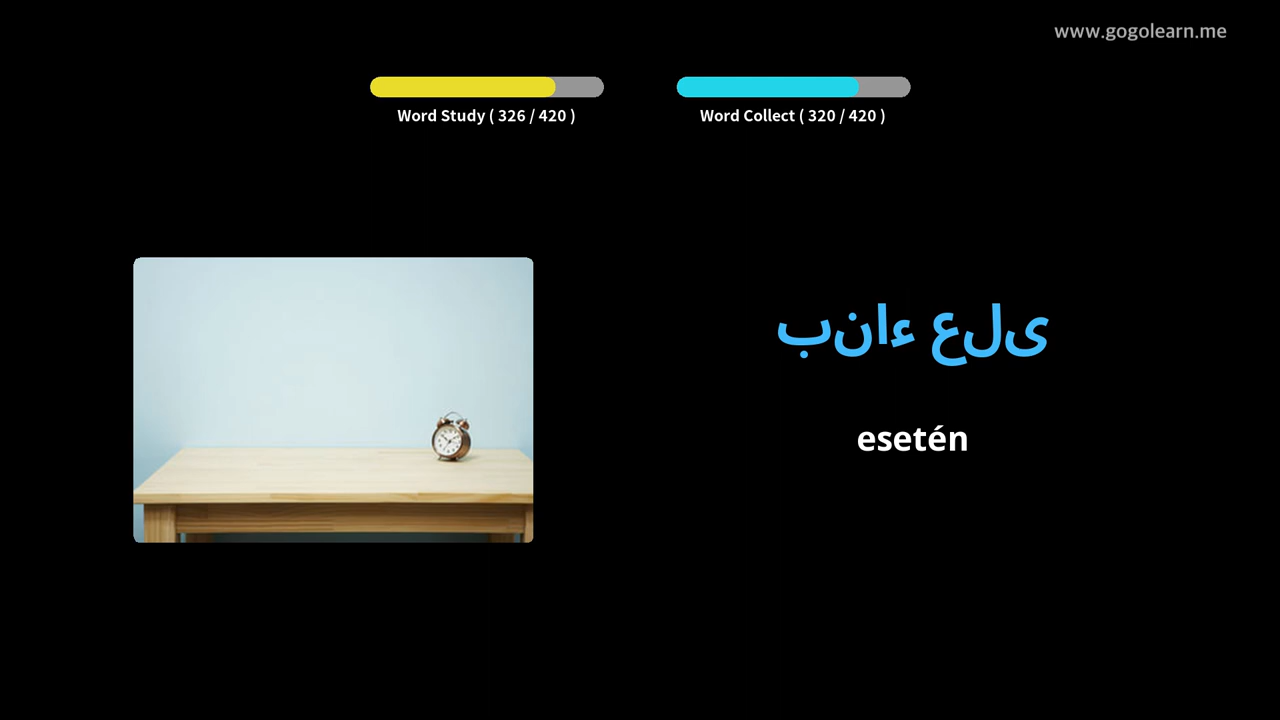 www.gogolearn.me
Word Study ( 326 / 420 )
Word Collect ( 320 / 420 )
بناء على
esetén